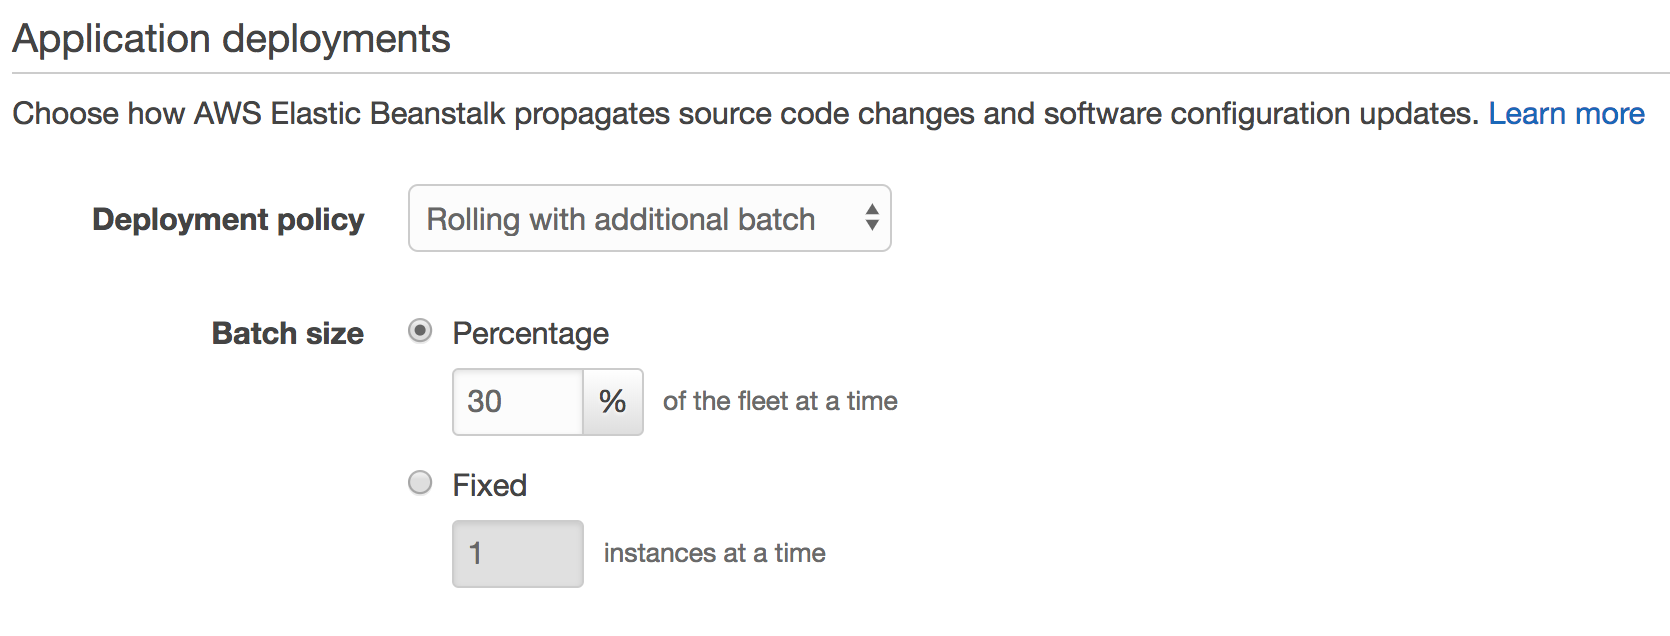 Application deployments
Choose how AWS Elastic Beanstalk propagates source code changes and software configuration updates. Learn more
Deployment policy Rolling with additional batch
Batch size Percentage
30 % of the fleet at a time
Fixed
1 instances at a time